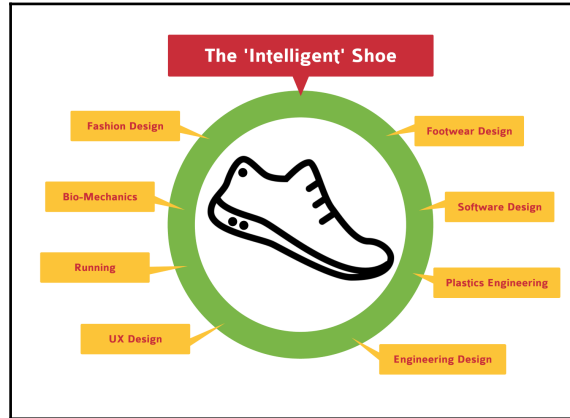 The 'Intelligent' Shoe
Fashion Design
Footwear Design
Bio-Mechanics
Software Design
Running
Plastics Engineering
UX Design
Engineering Design